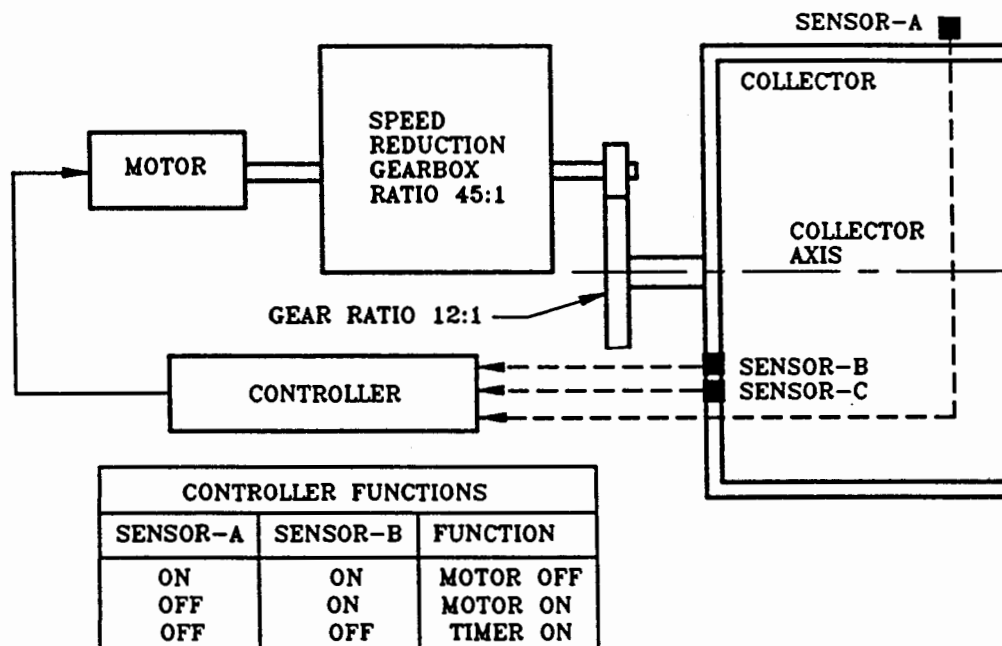 SENSOR-A
COLLECTOR
SPEED
REDUCTION
GEARBOX
RATIO 45:1
MOTOR
COLLECTOR
AXIS
GEAR RATIO 12:1
SENSOR-B
SENSOR-C
CONTROLLER
CONTROLLER FUNCTIONS
SENSOR-A SENSOR-B FUNCTION
ON ON MOTOR OFF
OFF ON MOTOR ON
OFF OFF TIMER ON